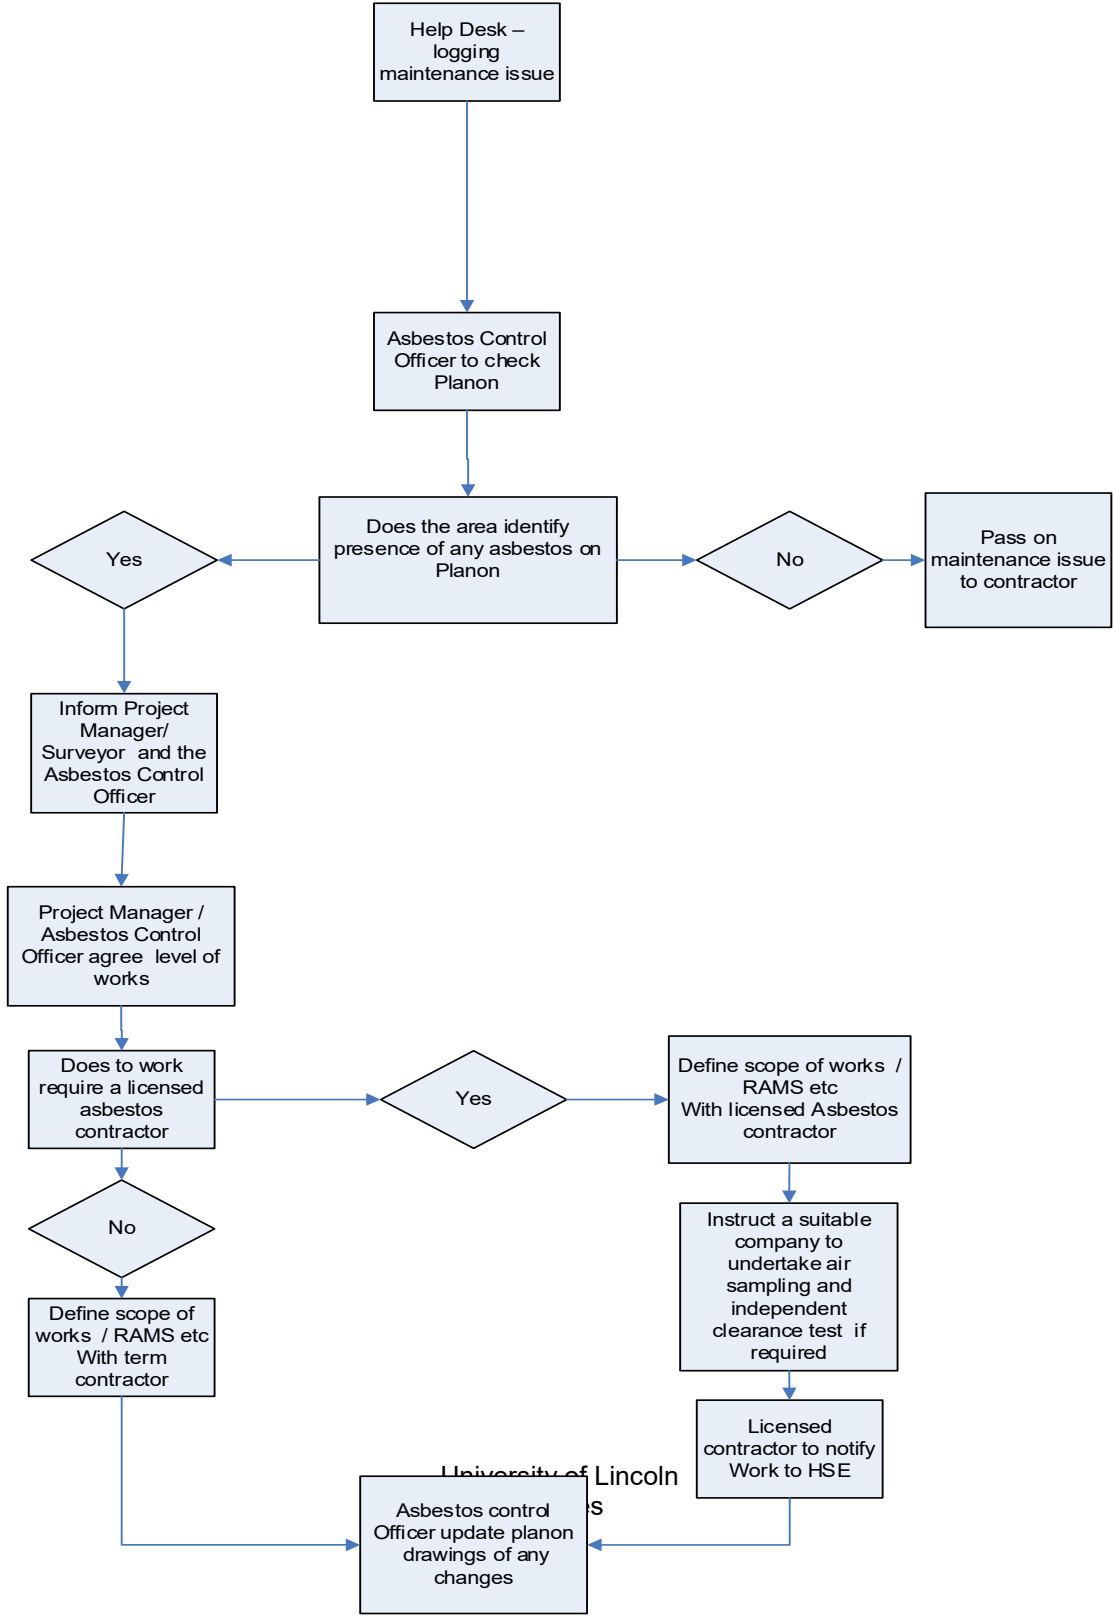 Help Desk –
logging
maintenance issue
Asbestos Control
Officer to check
Planon
Does the area identify
presence of any asbestos on
Planon
Yes
No
Pass on
maintenance issue
to contractor
Inform Project
Manager/
Surveyor and the
Asbestos Control
Officer
Project Manager /
Asbestos Control
Officer agree level of
works
Does to work
require a licensed
asbestos
contractor
Yes
Define scope of works /
RAMS etc
With licensed Asbestos
contractor
No
Instruct a suitable
company to
undertake air
sampling and
independent
clearance test if
required
Define scope of
works / RAMS etc
With term
contractor
Licensed
contractor to notify
Work to HSE
University of Lincoln
Asbestos control
Officer update planon
drawings of any
changes